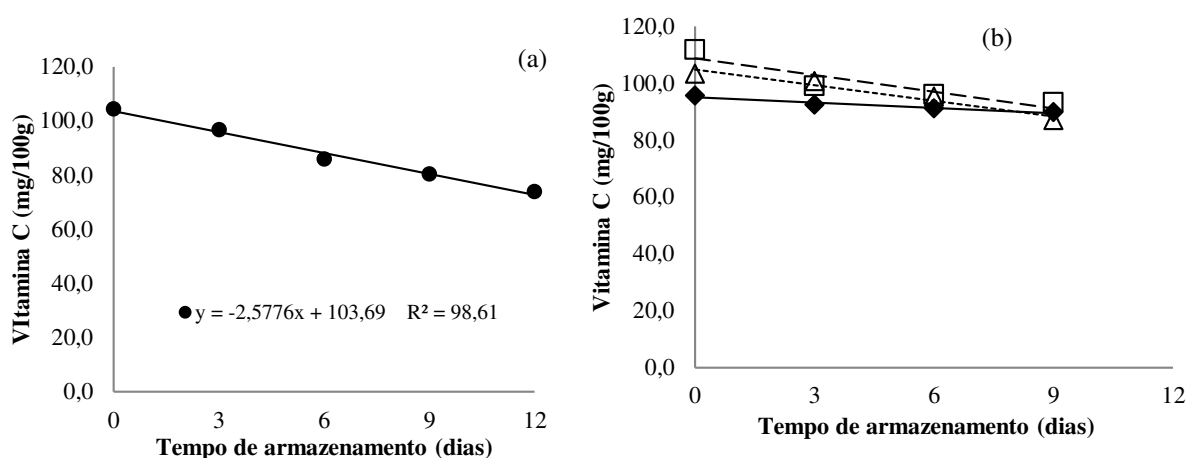 (a)
VItamina C (mg/100g)
120,0
100,0
80,0
60,0
40,0
20,0
0,0
y = -2,5776x + 103,69 R² = 98,61
0 3 6 9 12
Tempo de armazenamento (dias)
(b)
Vitamina C (mg/100g)
120,0
100,0
80,0
60,0
40,0
20,0
0,0
0 3 6 9 12
Tempo de armazenamento (dias)